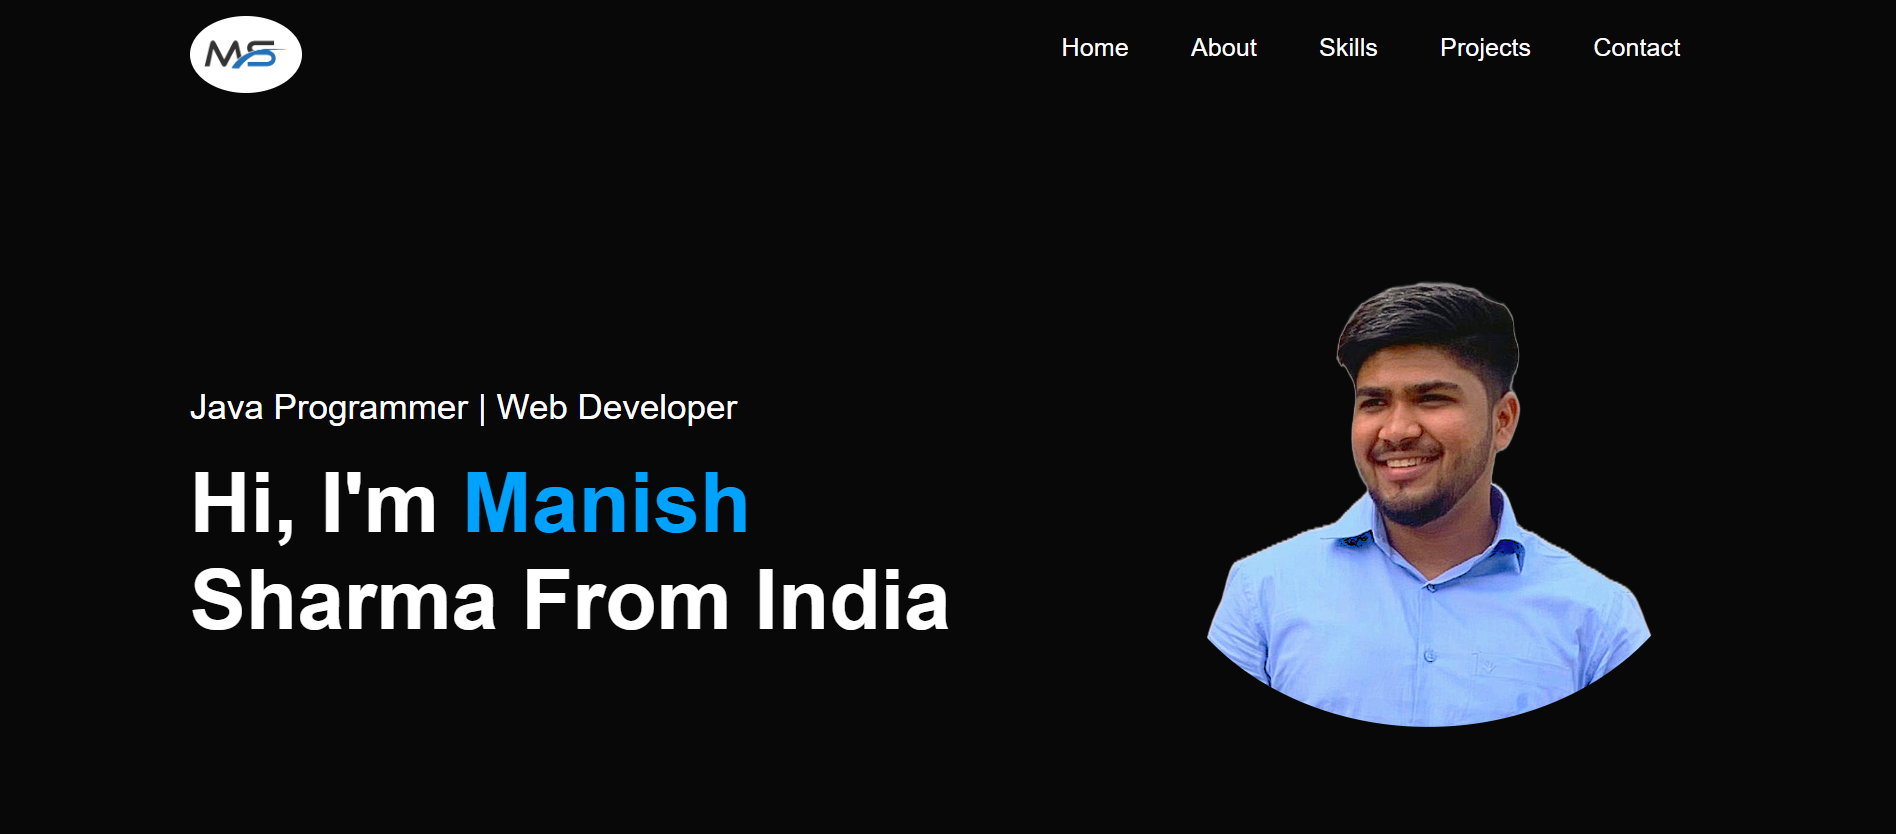 MS
Home About Skills Projects Contact
Java Programmer | Web Developer
Hi, I'm Manish
Sharma From India